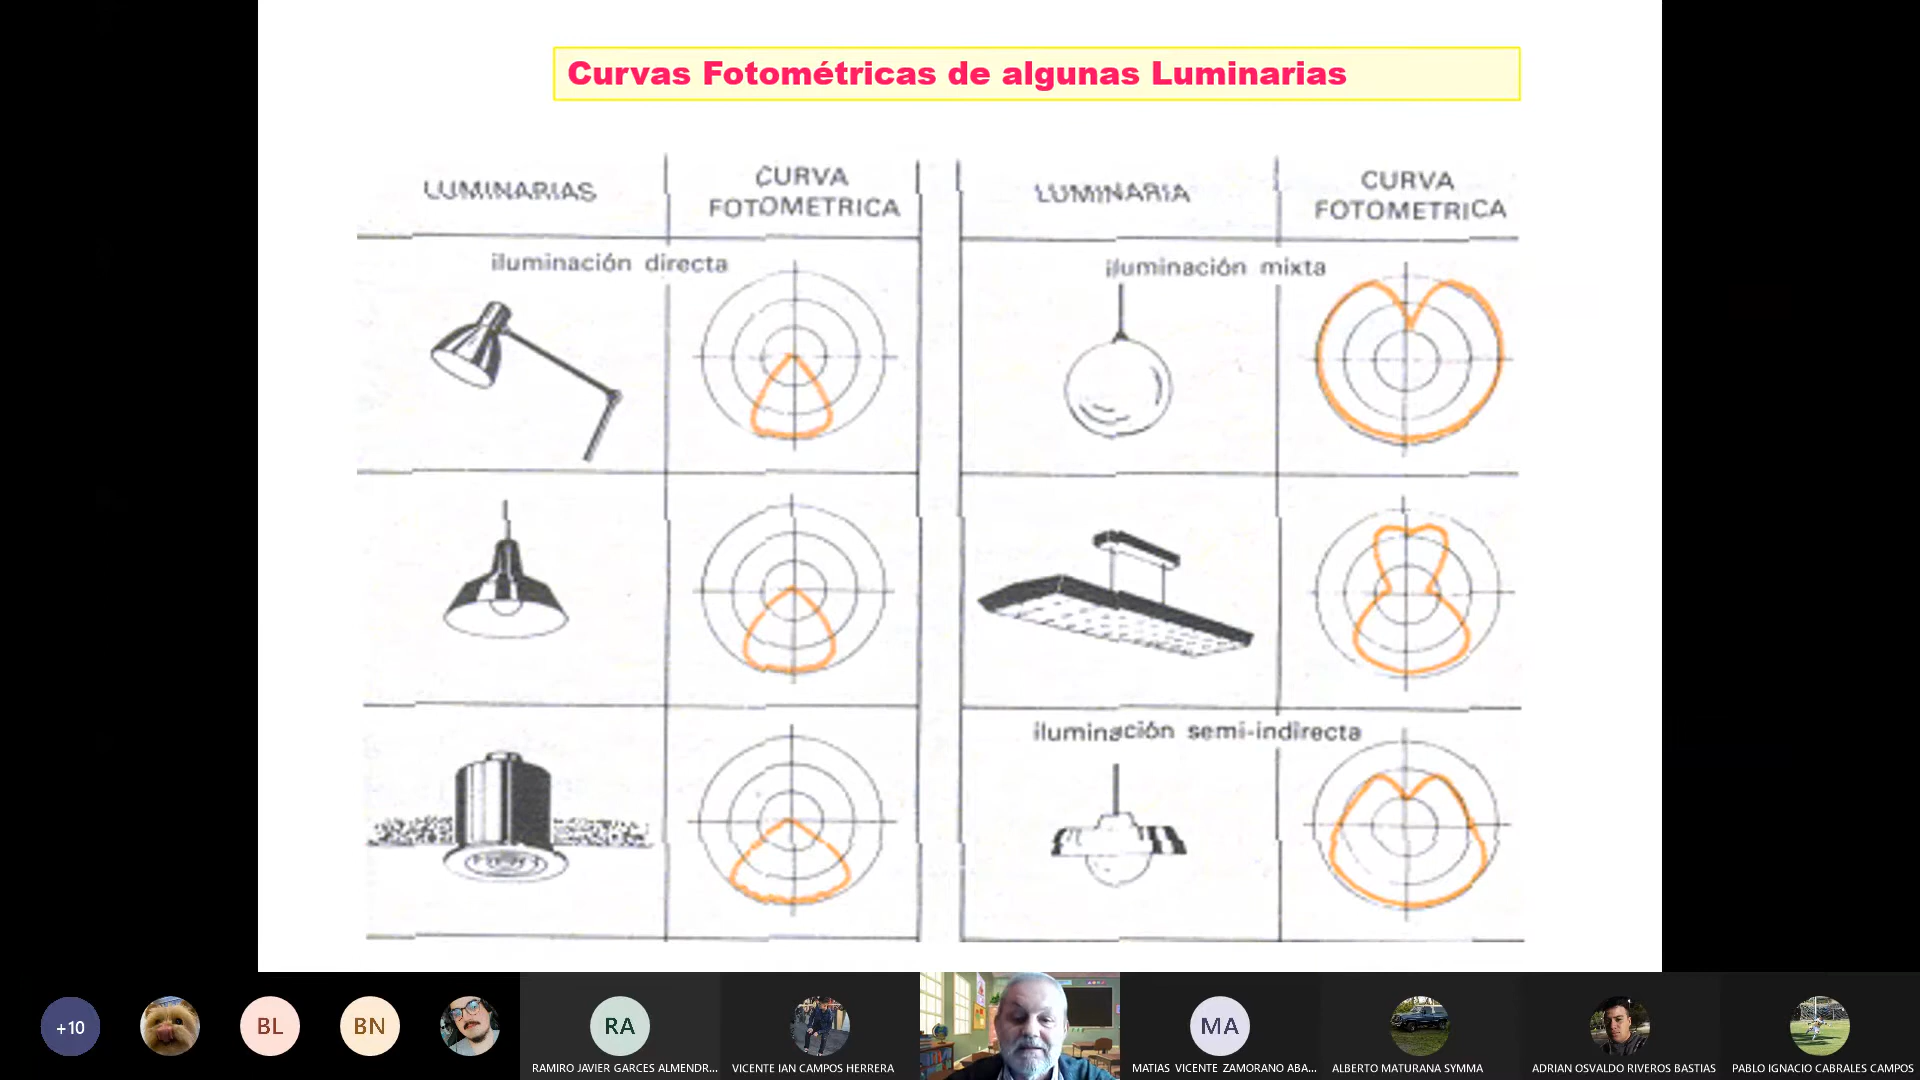 Curvas Fotométricas de algunas Luminarias
LUMINARIAS
CURVA
FOTOMETRICA
LUMINARIA
CURVA
FOTOMETRICA
iluminación directa
iluminación mixta
iluminación semi-indirecta
+10
BL
BN
RA
RAMIRO JAVIER GARCES ALMENDR...
VICENTE IAN CAMPOS HERRERA
MA
MATIAS VICENTE ZAMORANO ABA...
ALBERTO MATURANA SYMMA
ADRIAN OSVALDO RIVEROS BASTIAS
PABLO IGNACIO CABRALES CAMPOS